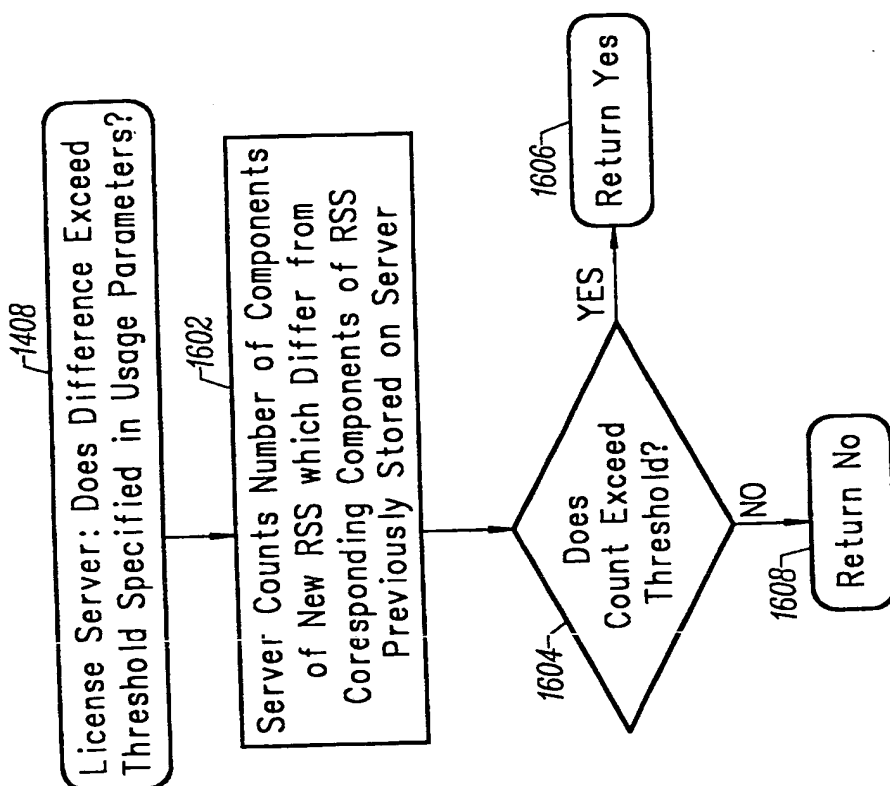 1408
License Server: Does Difference Exceed
Threshold Specified in Usage Parameters?
1602
Server Counts Number of Components
of New RSS which Differ from
Coresponding Components of RSS
Previously Stored on Server
1604
Does
Count Exceed
Threshold?
YES
1606
Return Yes
NO
1608
Return No